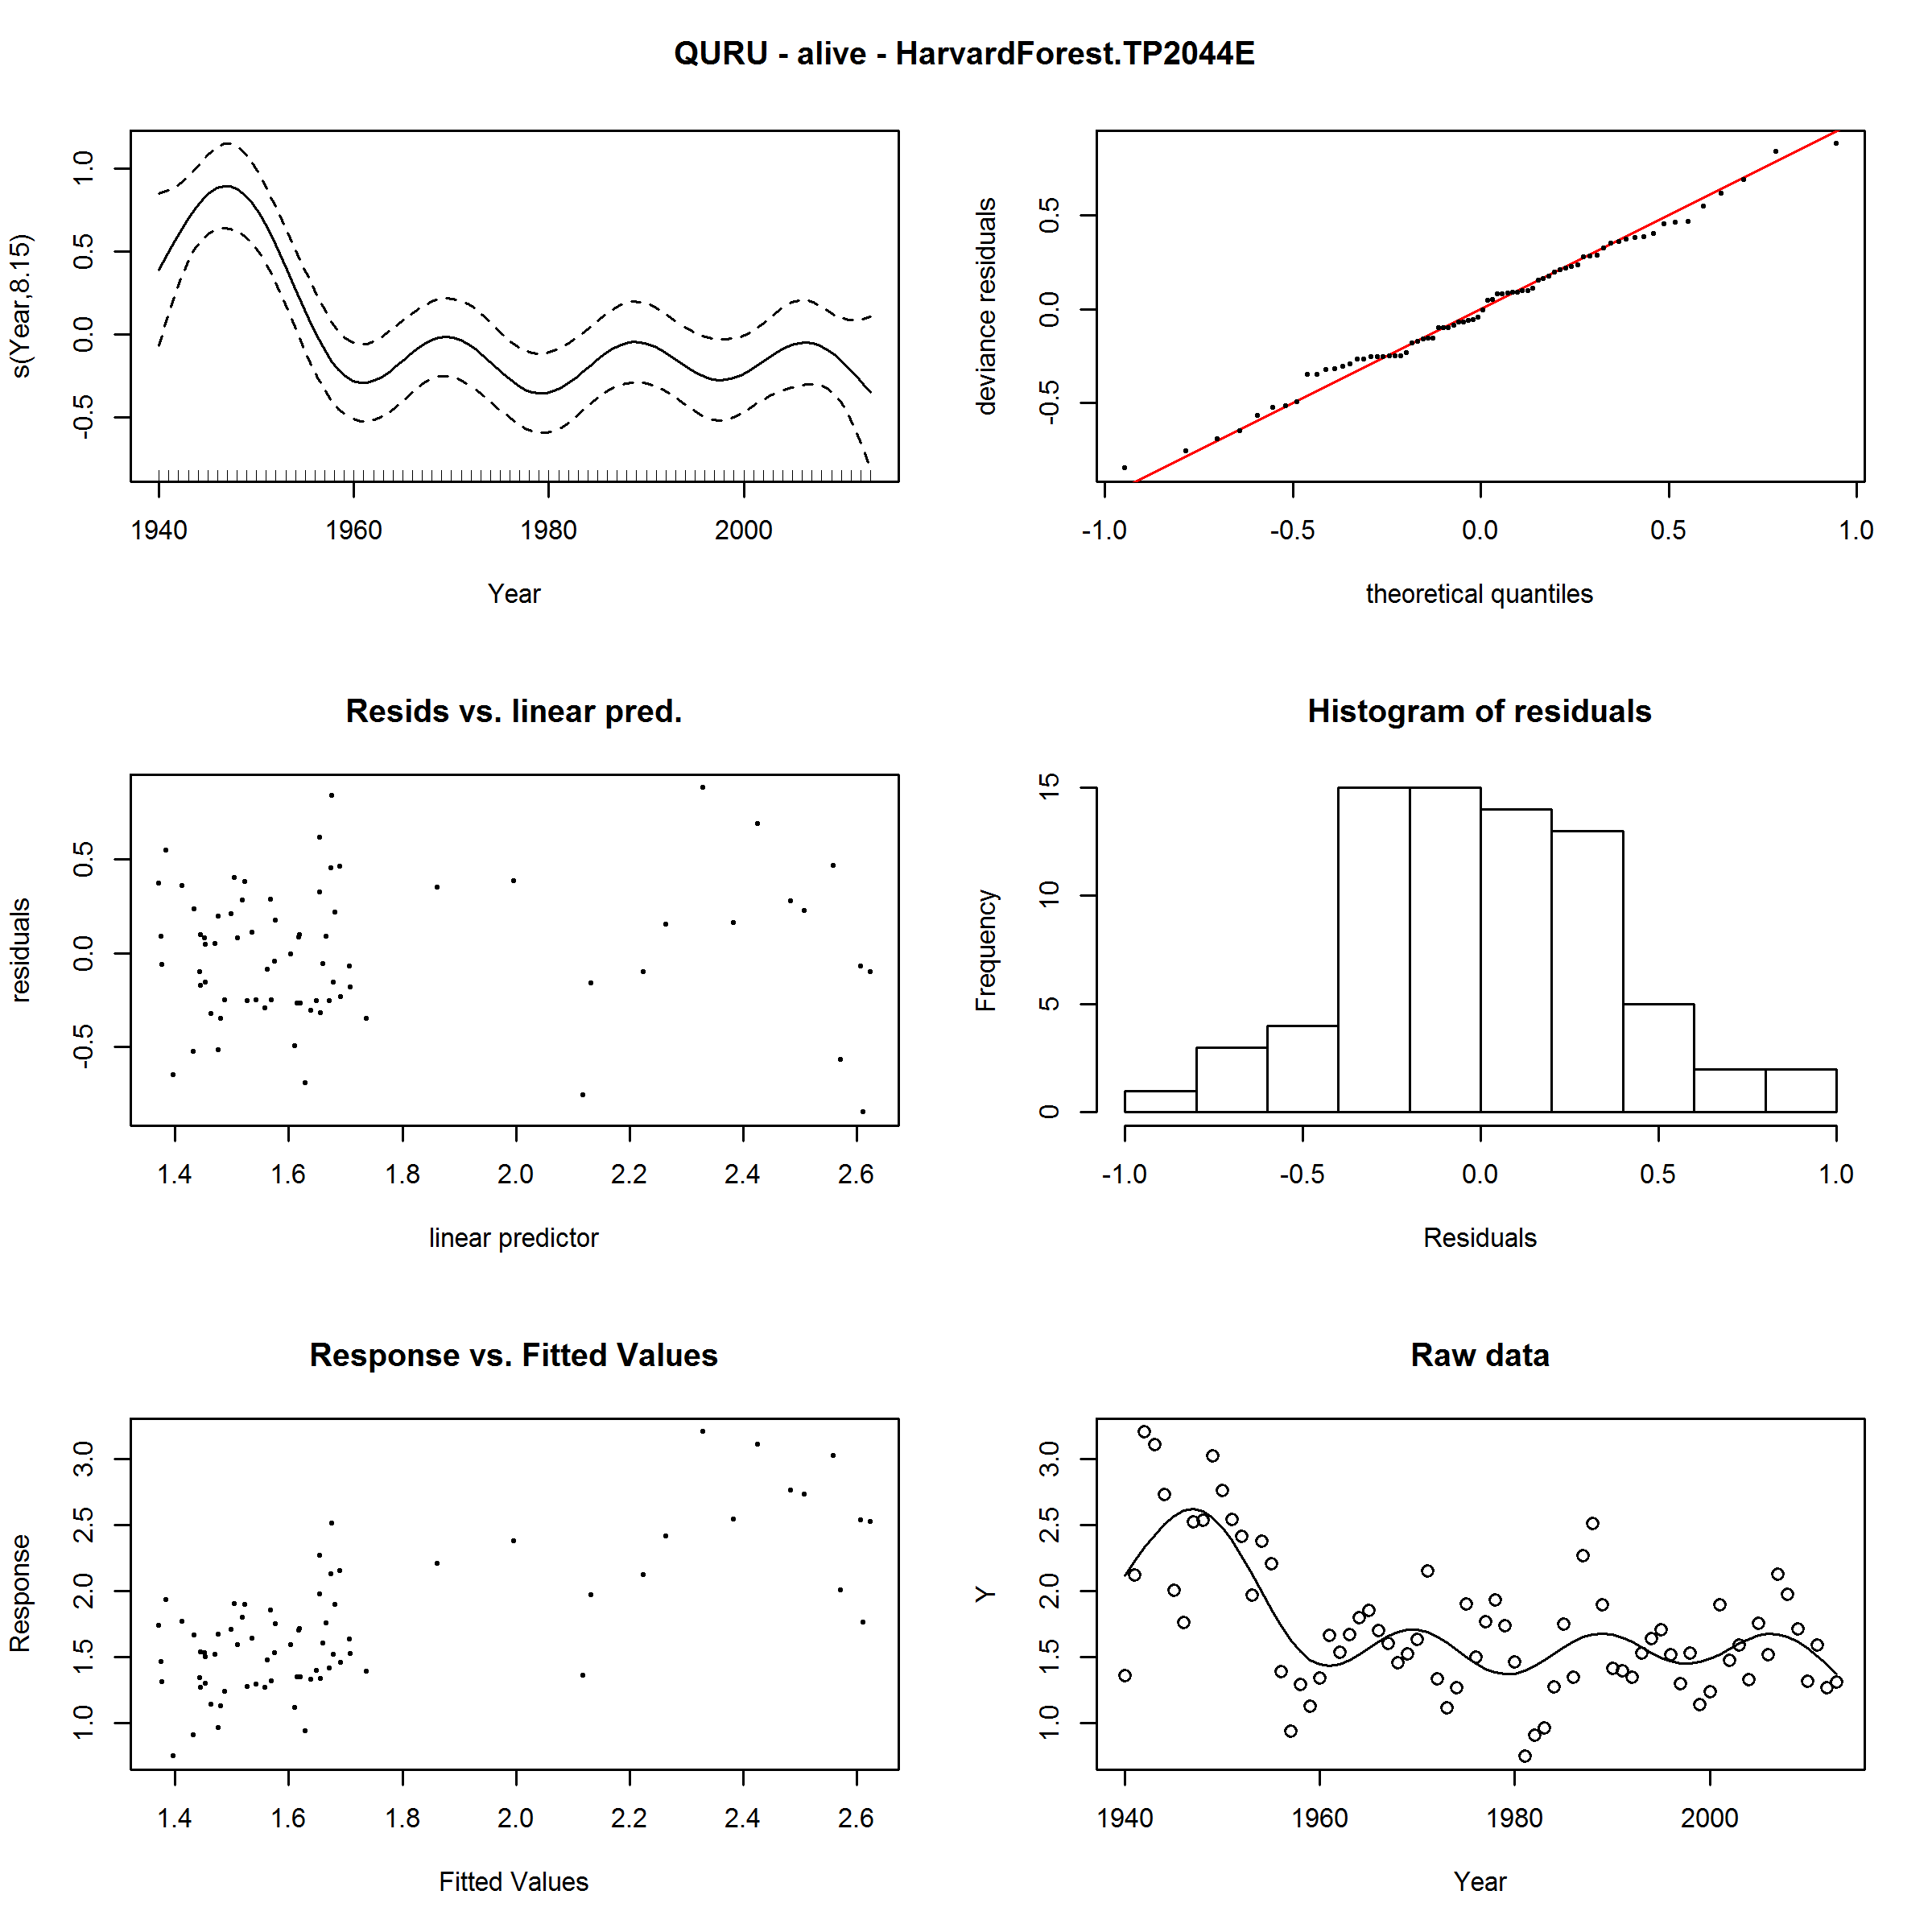 QURU - alive - HarvardForest.TP2044E
s(Year,8.15)
-0.5 0.0 0.5 1.0
1940 1960 1980 2000
Year
deviance residuals
-0.5 0.0 0.5
-1.0 -0.5 0.0 0.5 1.0
theoretical quantiles
Resids vs. linear pred.
residuals
-0.5 0.0 0.5
1.4 1.6 1.8 2.0 2.2 2.4 2.6
linear predictor
Histogram of residuals
Frequency
0 5 10 15
-1.0 -0.5 0.0 0.5 1.0
Residuals
Response vs. Fitted Values
Response
1.0 1.5 2.0 2.5 3.0
1.4 1.6 1.8 2.0 2.2 2.4 2.6
Fitted Values
Raw data
Y
1.0 1.5 2.0 2.5 3.0
1940 1960 1980 2000
Year